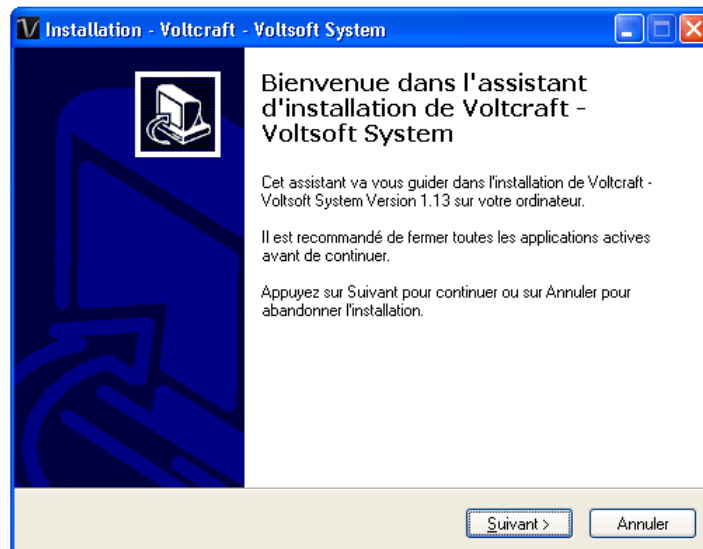 Installation - Voltcraft - Voltsoft System
Bienvenue dans l'assistant
d'installation de Voltcraft -
Voltsoft System
Cet assistant va vous guider dans l'installation de Voltcraft -
Voltsoft System Version 1.13 sur votre ordinateur.
Il est recommandé de fermer toutes les applications actives
avant de continuer.
Appuyez sur Suivant pour continuer ou sur Annuler pour
abandonner l'installation.
Suivant >
Annuler